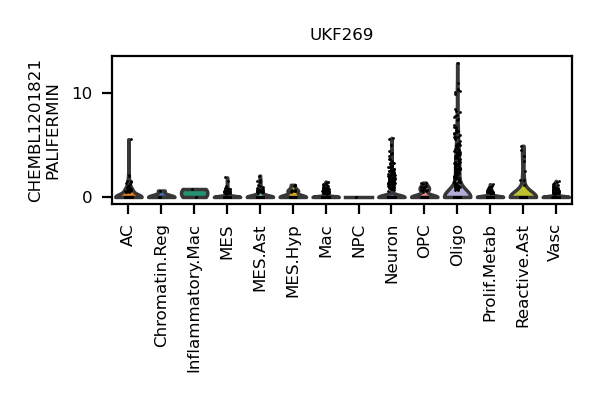 UKF269
CHEMBL1201821
PALIFERMIN
10
0
AC
Chromatin.Reg
Inflammatory.Mac
MES
MES.Ast
MES.Hyp
Mac
NPC
Neuron
OPC
Oligo
Prolif.Metab
Reactive.Ast
Vasc